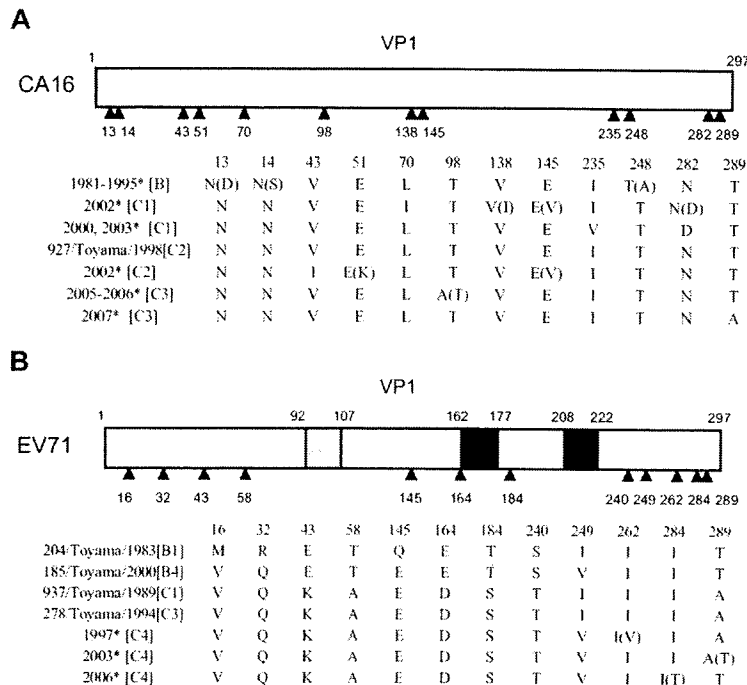 A
VP1
1 297
CA16
13 14 43 51 70 98 138 145 235 248 282 289
13 14 43 51 70 98 138 145 235 248 282 289
1981-1995* [B] N(D) N(S) V E L T V E I T(A) N T
2002* [C1] N N V E I T V(I) E(V) I T N(D) T
2000, 2003* [C1] N N V E L T V E V T D T
927/Toyama/1998[C2] N N V E L T V E I T N T
2002* [C2] N N I E(K) L T V E(V) I T N T
2005-2006* [C3] N N V E L A(T) V E I T N T
2007* [C3] N N V E L T V E I T N A
B
VP1
1 92 107 162 177 208 222 297
EV71
16 32 43 58 145 164 184 240 249 262 284 289
16 32 43 58 145 164 184 240 249 262 284 289
204/Toyama/1983[B1] M R E T Q E T S I I I T
185/Toyama/2000[B4] V Q E T E E T S V I I T
937/Toyama/1989[C1] V Q K A E D S T I I I A
278/Toyama/1994[C3] V Q K A E D S T I I I A
1997* [C4] V Q K A E D S T V I(V) I A
2003* [C4] V Q K A E D S T V I I A(T)
2006* [C4] V Q K A E D S T V I I(T) T